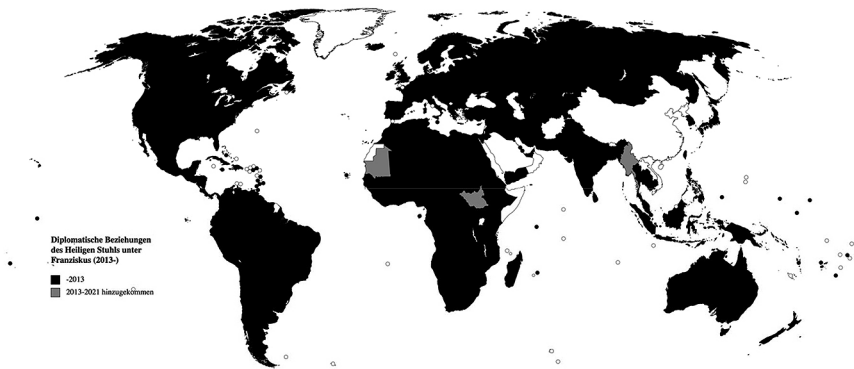 Diplomatische Beziehungen
des Heiligen Stuhls unter
Franziskus (2013-)
-2013
2013-2021 hinzugekommen